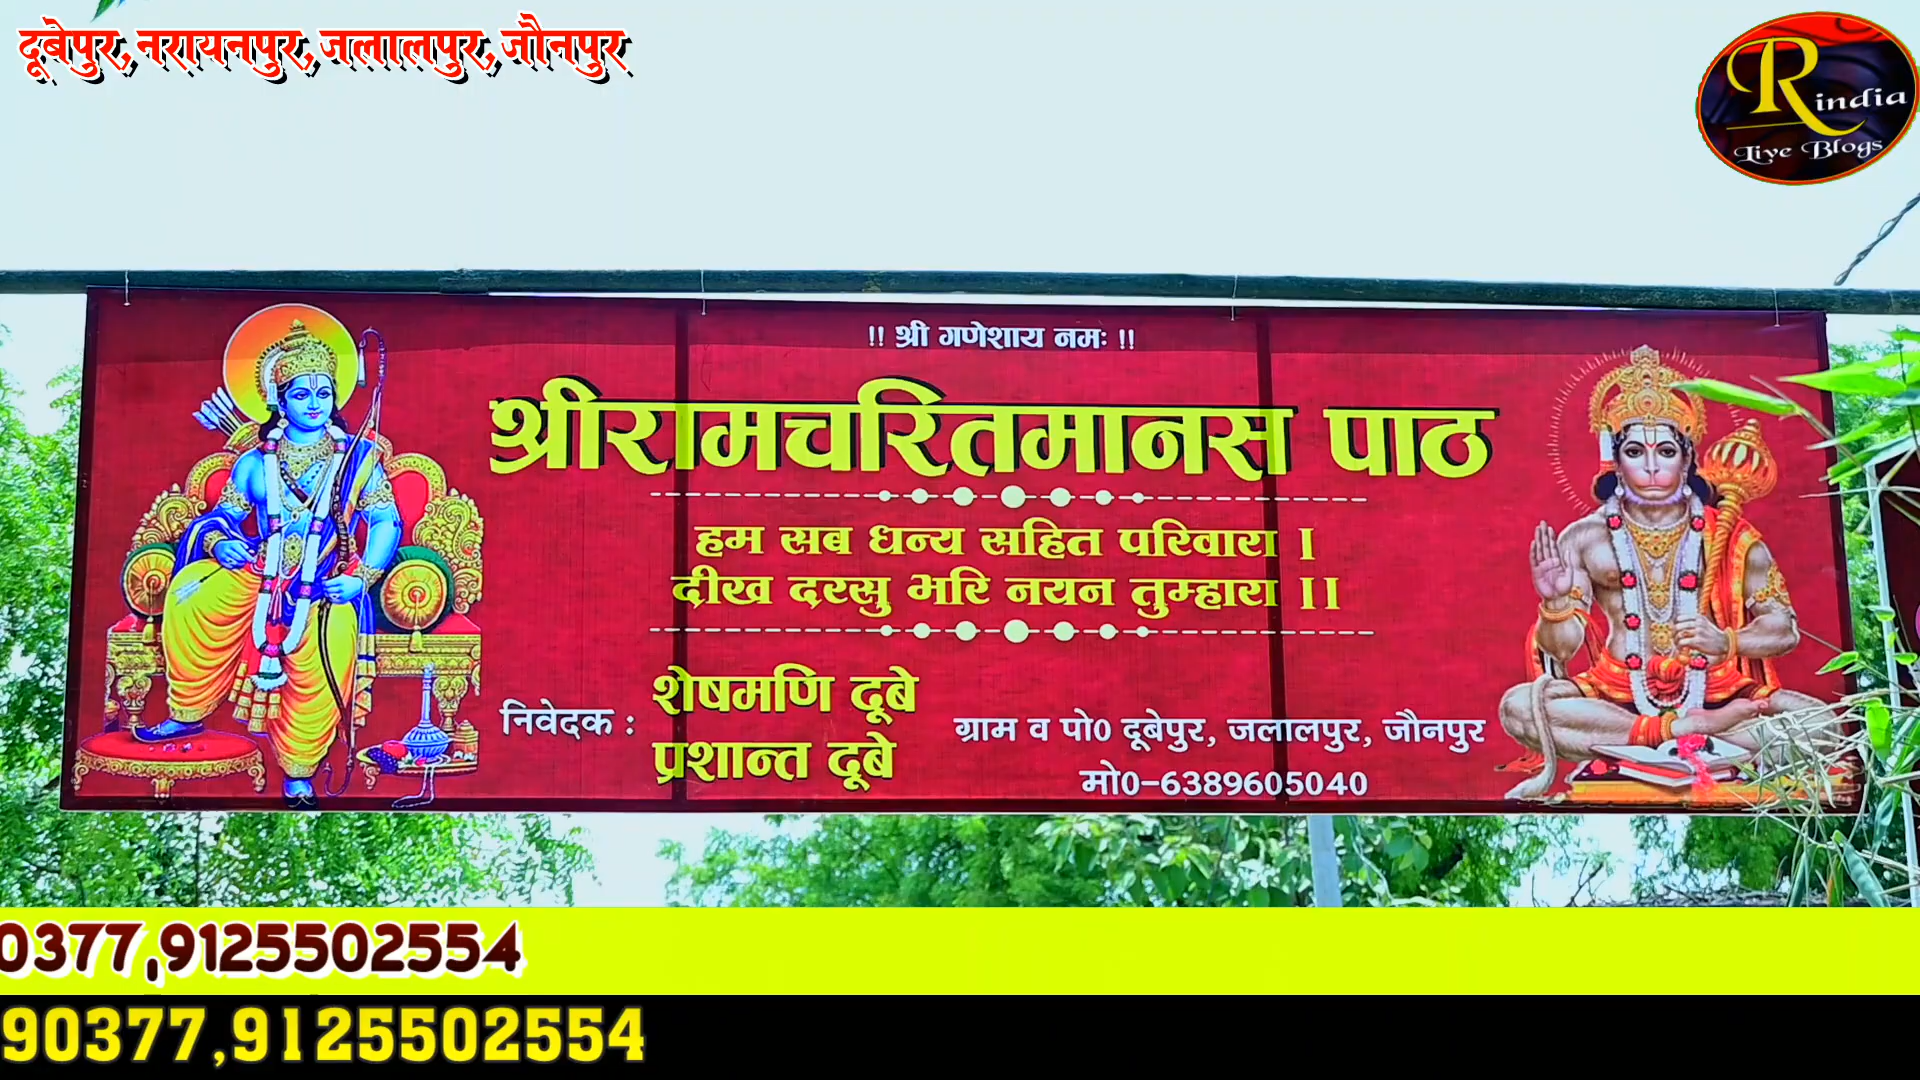 दूबेपुर, नरायनपुर, जलालपुर, जौनपुर
R india
Live Blogs
!! श्री गणेशाय नमः !!
श्रीरामचरितमानस पाठ
हम सब धन्य सहित परिवारा ।
दीख दरसु भरि नयन तुम्हारा ।।
निवेदक :
शेषमणि दूबे
प्रशान्त दूबे
ग्राम व पो0 दूबेपुर, जलालपुर, जौनपुर
मो0-6389605040
0377,9125502554
90377,9125502554